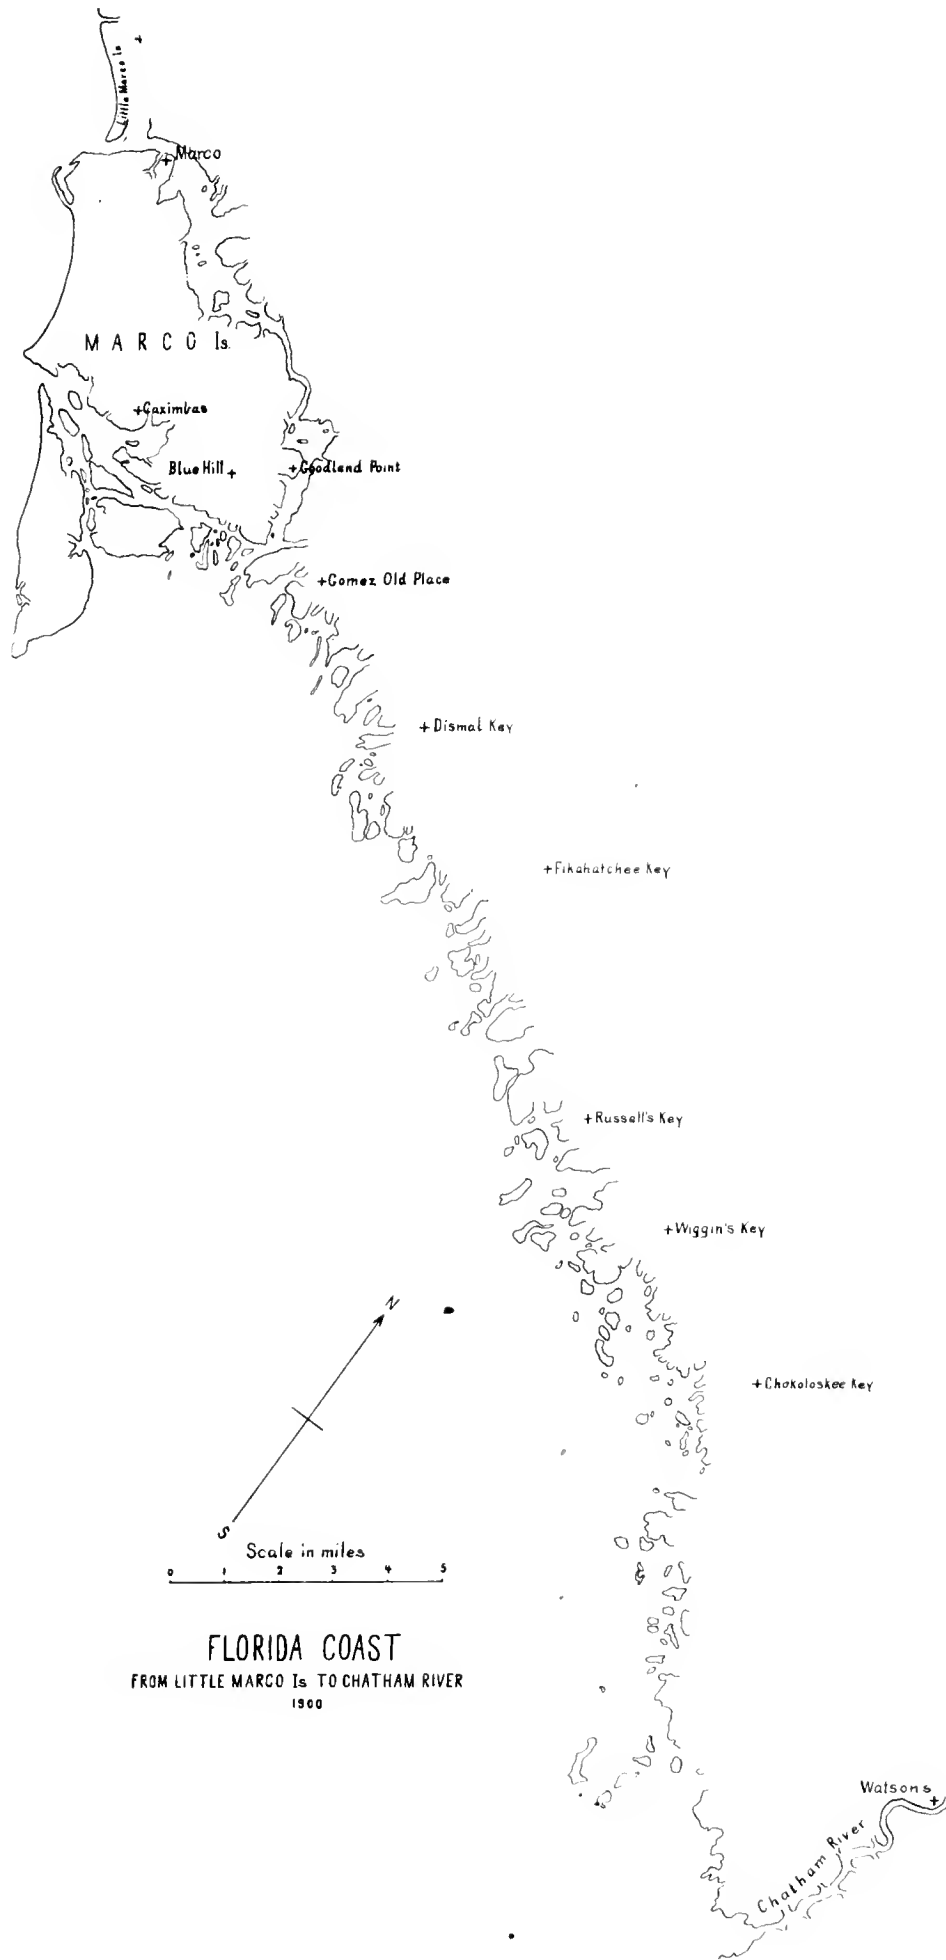 Little Marco Is
Marco
MARCO Is.
Caximbas
Blue Hill
Goodland Point
Gomez Old Place
Dismal Key
Fikahatchee Key
Russell's Key
Wiggin's Key
N
Chokoloskee Key
S
Scale in miles
0 1 2 3 4 5
FLORIDA COAST
FROM LITTLE MARCO Is TO CHATHAM RIVER
1900
Watsons
Chatham River